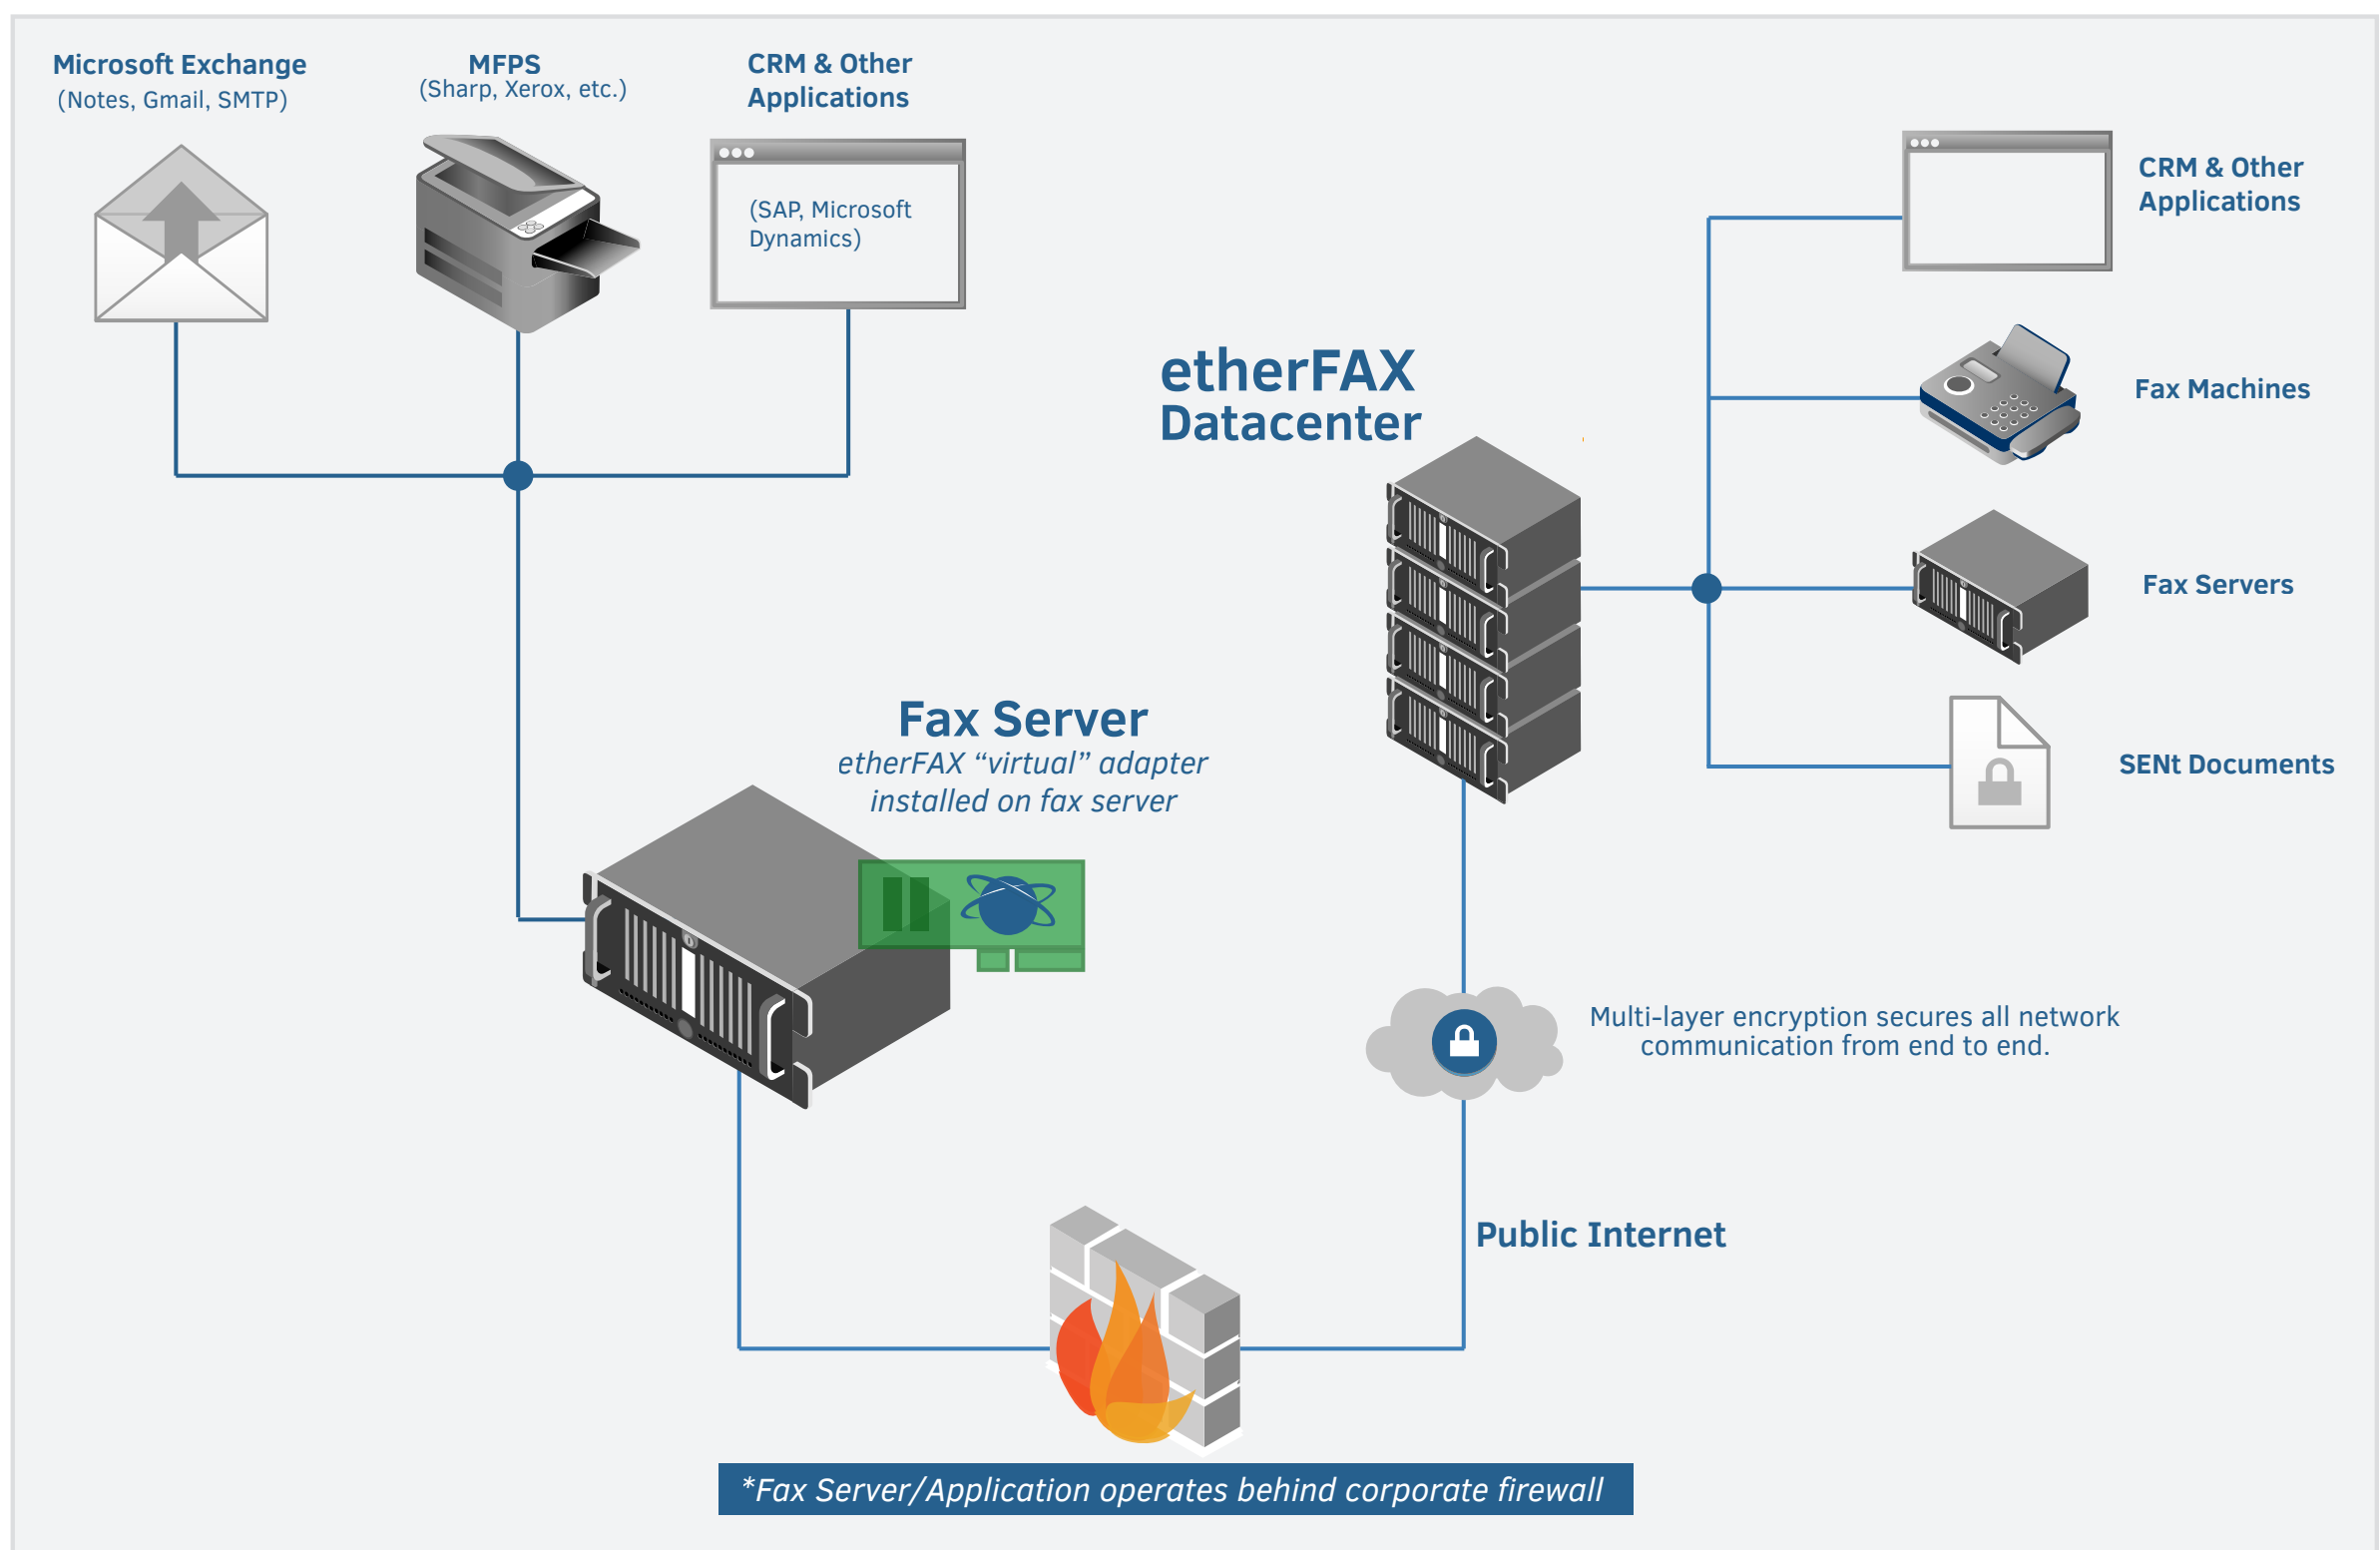 Microsoft Exchange
(Notes, Gmail, SMTP)
MFPS
(Sharp, Xerox, etc.)
CRM & Other
Applications
(SAP, Microsoft
Dynamics)
CRM & Other
Applications
etherFAX
Datacenter
Fax Machines
Fax Servers
SENt Documents
Fax Server
etherFAX “virtual” adapter
installed on fax server
Multi-layer encryption secures all network
communication from end to end.
Public Internet
*Fax Server/Application operates behind corporate firewall